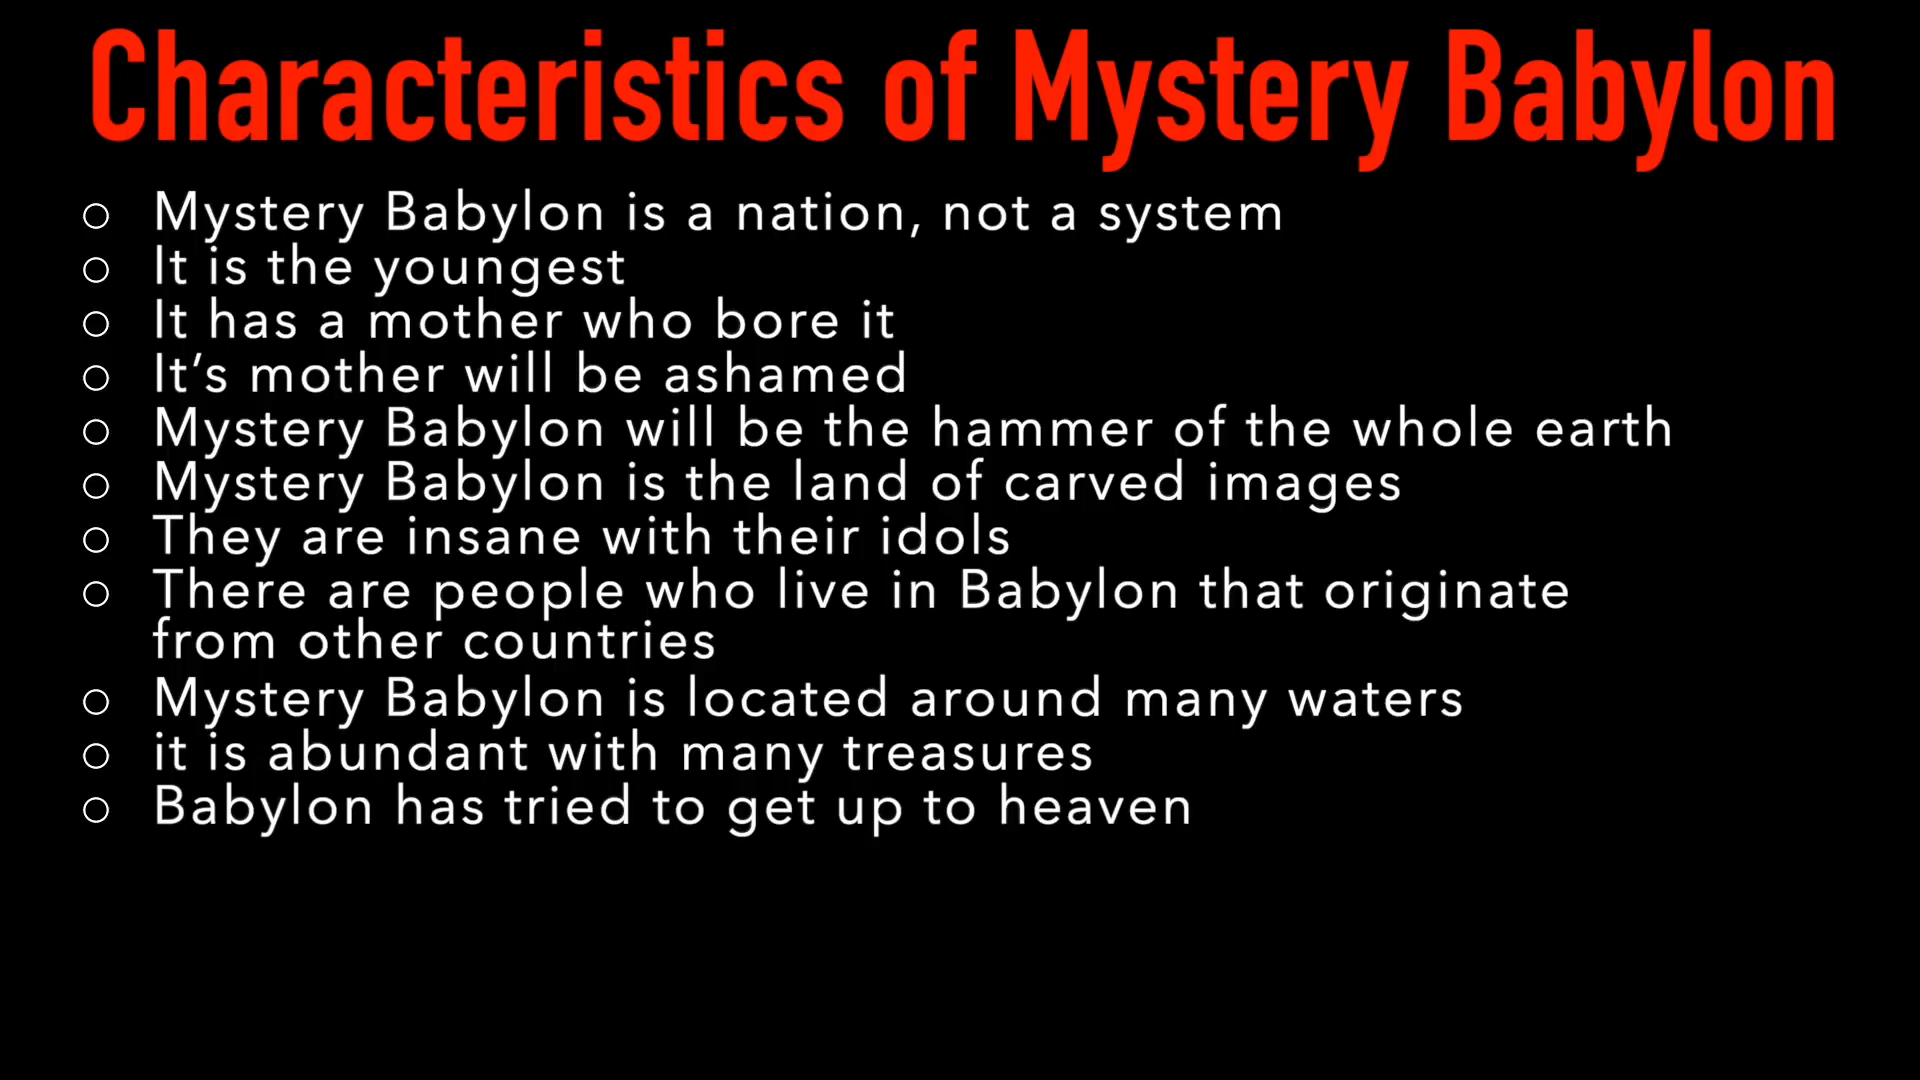 Characteristics of Mystery Babylon
○ Mystery Babylon is a nation, not a system
○ It is the youngest
○ It has a mother who bore it
○ It’s mother will be ashamed
○ Mystery Babylon will be the hammer of the whole earth
○ Mystery Babylon is the land of carved images
○ They are insane with their idols
○ There are people who live in Babylon that originate
from other countries
○ Mystery Babylon is located around many waters
○ it is abundant with many treasures
○ Babylon has tried to get up to heaven